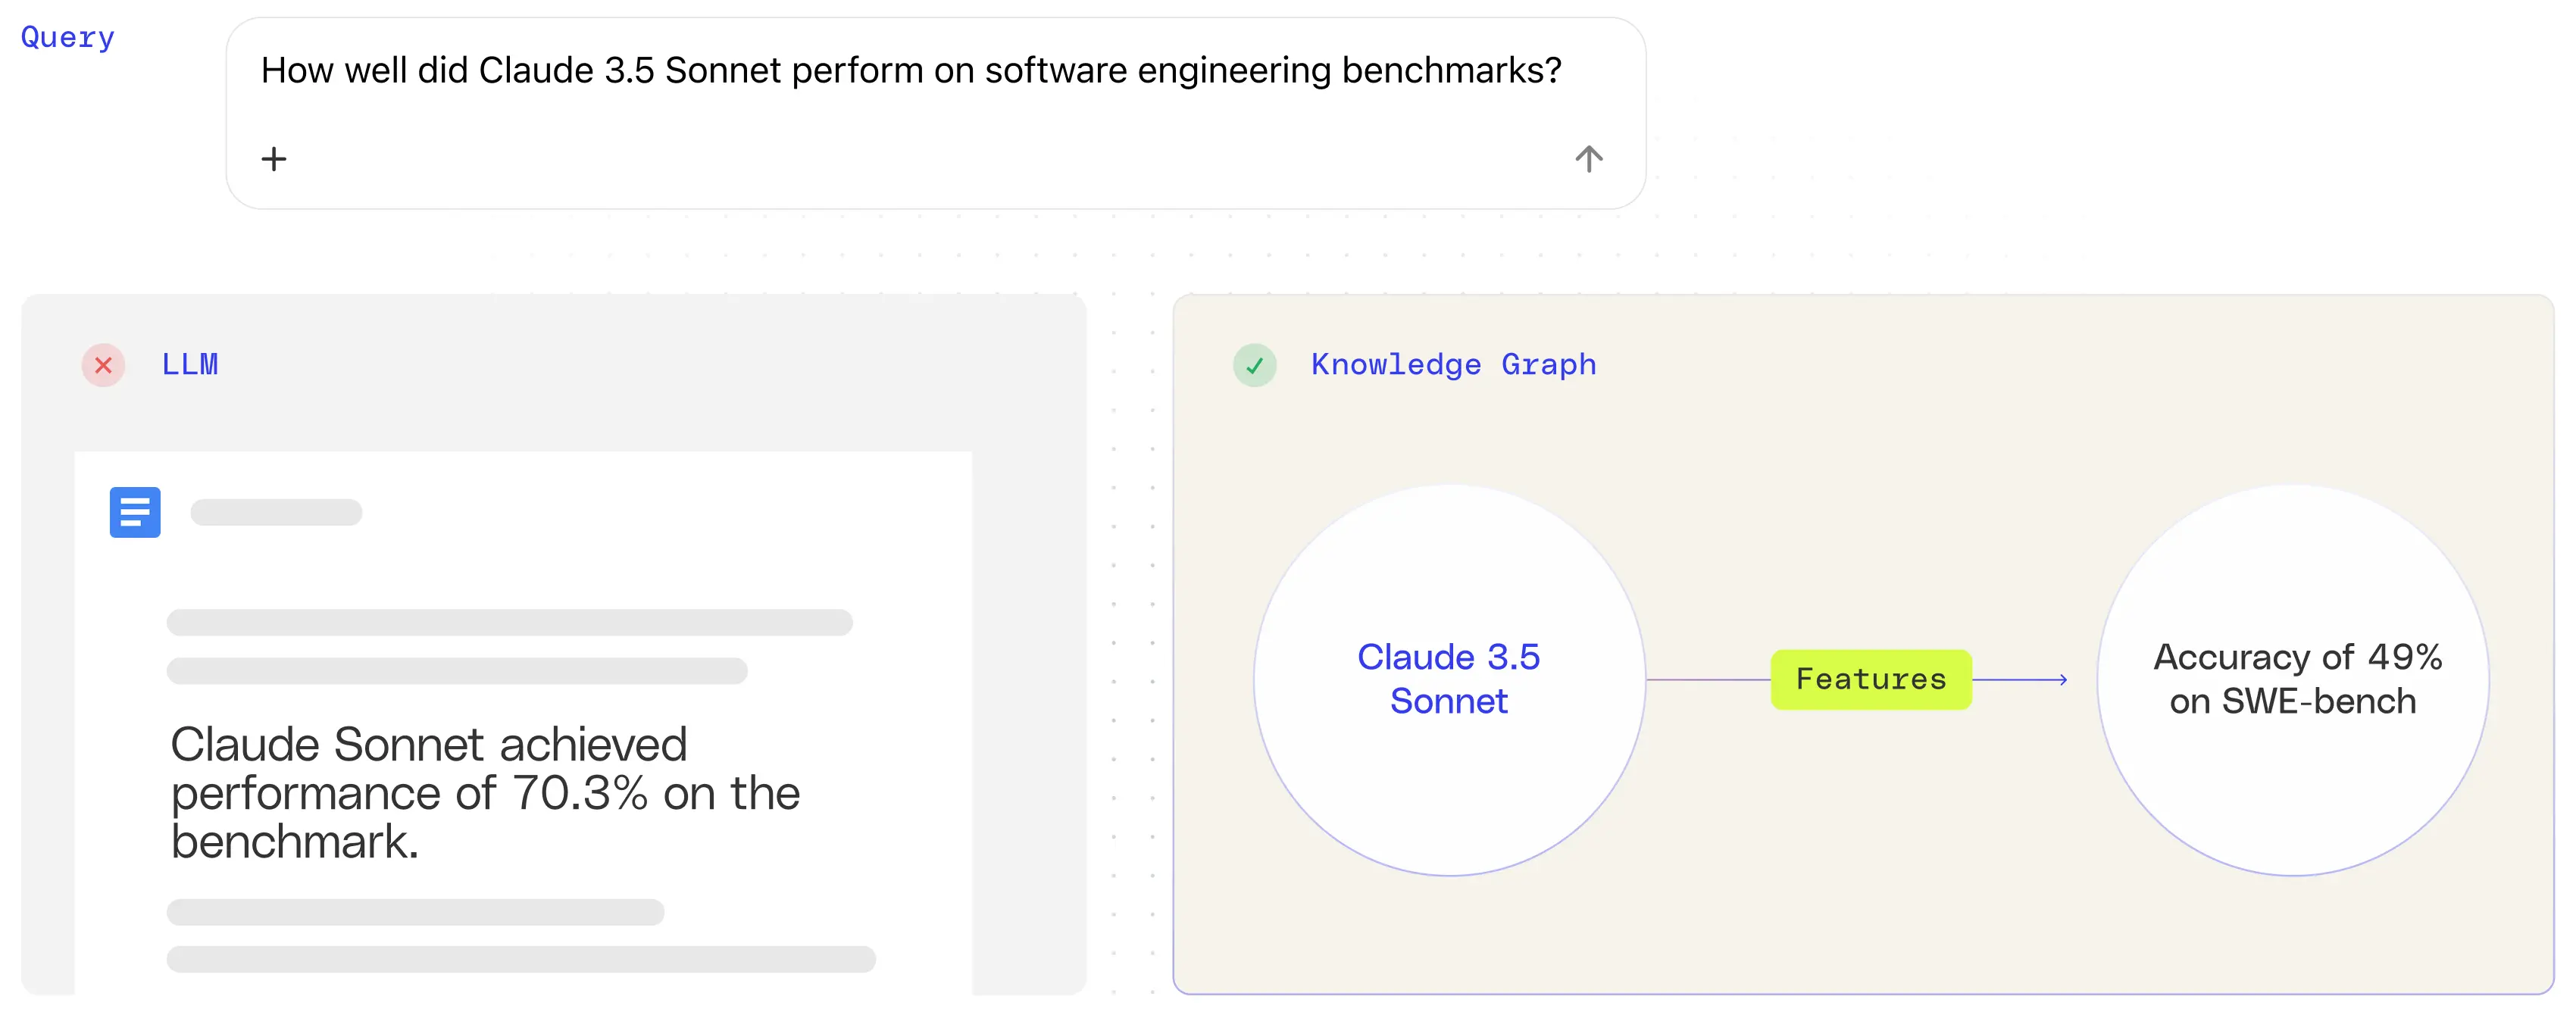 Query
How well did Claude 3.5 Sonnet perform on software engineering benchmarks?
LLM
Claude Sonnet achieved
performance of 70.3% on the
benchmark.
Knowledge Graph
Claude 3.5
Sonnet
Features
Accuracy of 49%
on SWE-bench